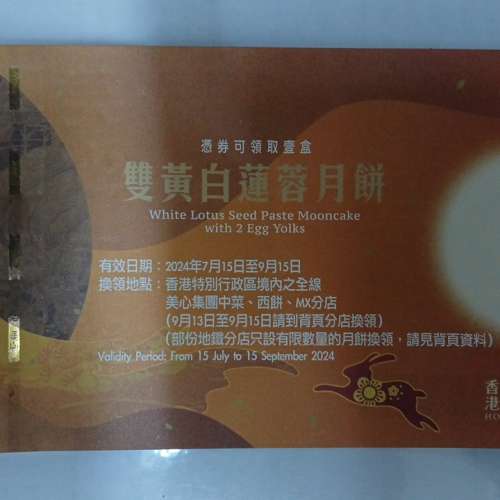 憑券可領取壹盒
雙黃白蓮蓉月餅
White Lotus Seed Paste Mooncake
with 2 Egg Yolks
有效日期：2024年7月15日至9月15日
換領地點：香港特別行政區境內之全線
美心集團中菜、西餅、MX分店
（9月13日至9月15日請到背頁分店換領）
（部份地鐵分店只設有限數量的月餅換領，請見背頁資料）
Validity Period: From 15 July to 15 September 2024
香港
HO